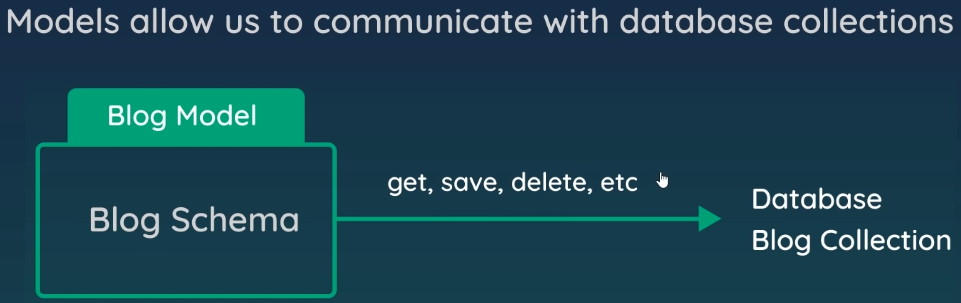 Models allow us to communicate with database collections
Blog Model
Blog Schema
get, save, delete, etc
Database
Blog Collection